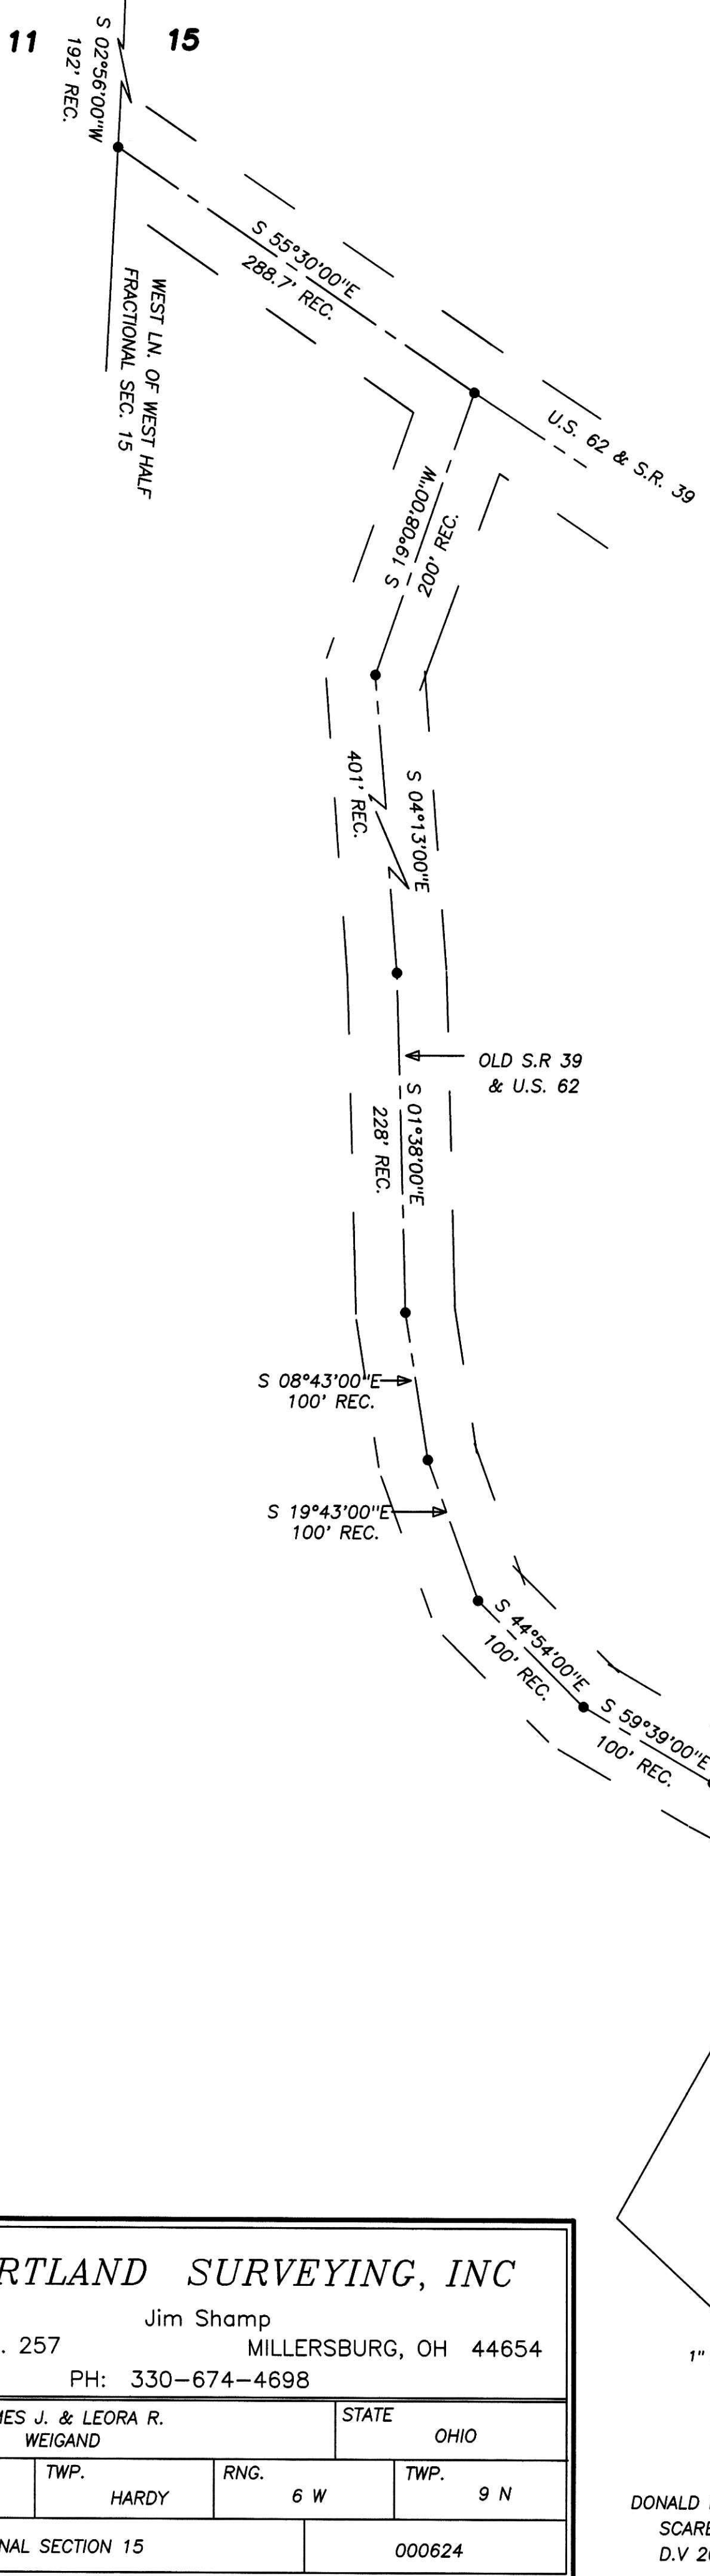 11
15
S 02°56'00"W
192' REC.
S 55°30'00"E
288.7' REC.
WEST LN. OF WEST HALF
FRACTIONAL SEC. 15
U.S. 62 & S.R. 39
S 19°08'00"W
200' REC.
S 04°13'00"E
401' REC.
OLD S.R 39
& U.S. 62
S 01°38'00"E
228' REC.
S 08°43'00"E
100' REC.
S 19°43'00"E
100' REC.
S 44°54'00"E
100' REC.
S 59°39'00"E
100' REC.
RTLAND SURVEYING, INC
Jim Shamp
. 257 MILLERSBURG, OH 44654
PH: 330-674-4698
MES J. & LEORA R.
WEIGAND
STATE
OHIO
TWP.
HARDY
RNG.
6 W
TWP.
9 N
NAL SECTION 15
000624
1"
DONALD
SCARE
D.V 20